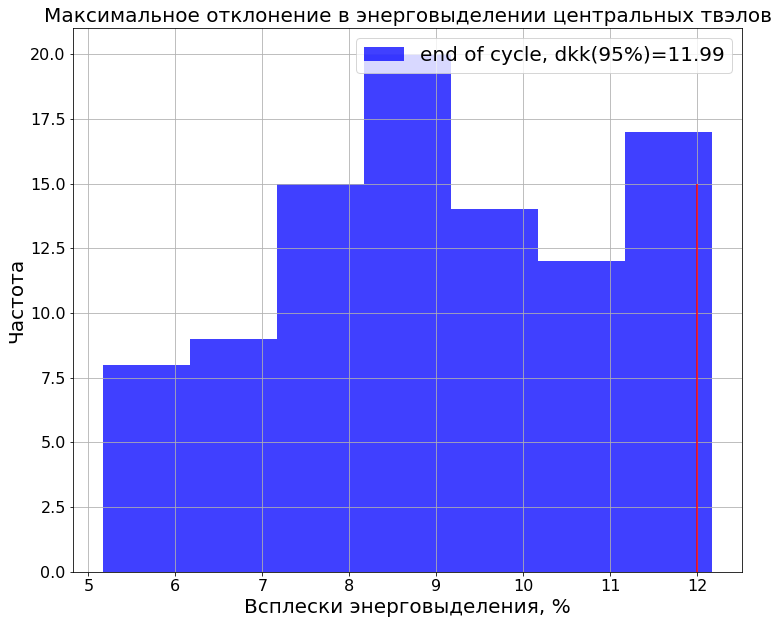 Максимальное отклонение в энерговыделении центральных твэлов
end of cycle, dkk(95%)=11.99
20.0
17.5
15.0
12.5
10.0
7.5
5.0
2.5
0.0
Частота
5 6 7 8 9 10 11 12
Всплески энерговыделения, %